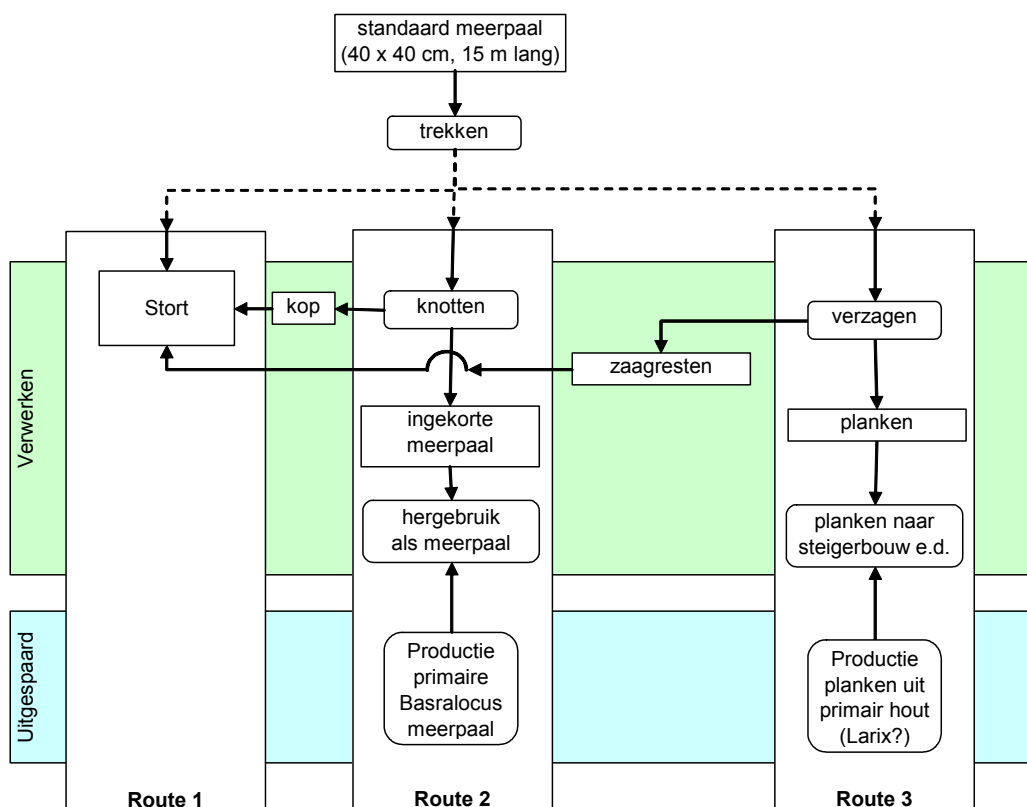 standaard meerpaal
(40 x 40 cm, 15 m lang)
trekken
Verwerken
Stort
kop
knotten
verzagen
zaagresten
ingekorte
meerpaal
planken
hergebruik
als meerpaal
planken naar
steigerbouw e.d.
Uitgespaard
Productie
primaire
Basralocus
meerpaal
Productie
planken uit
primair hout
(Larix?)
Route 1
Route 2
Route 3